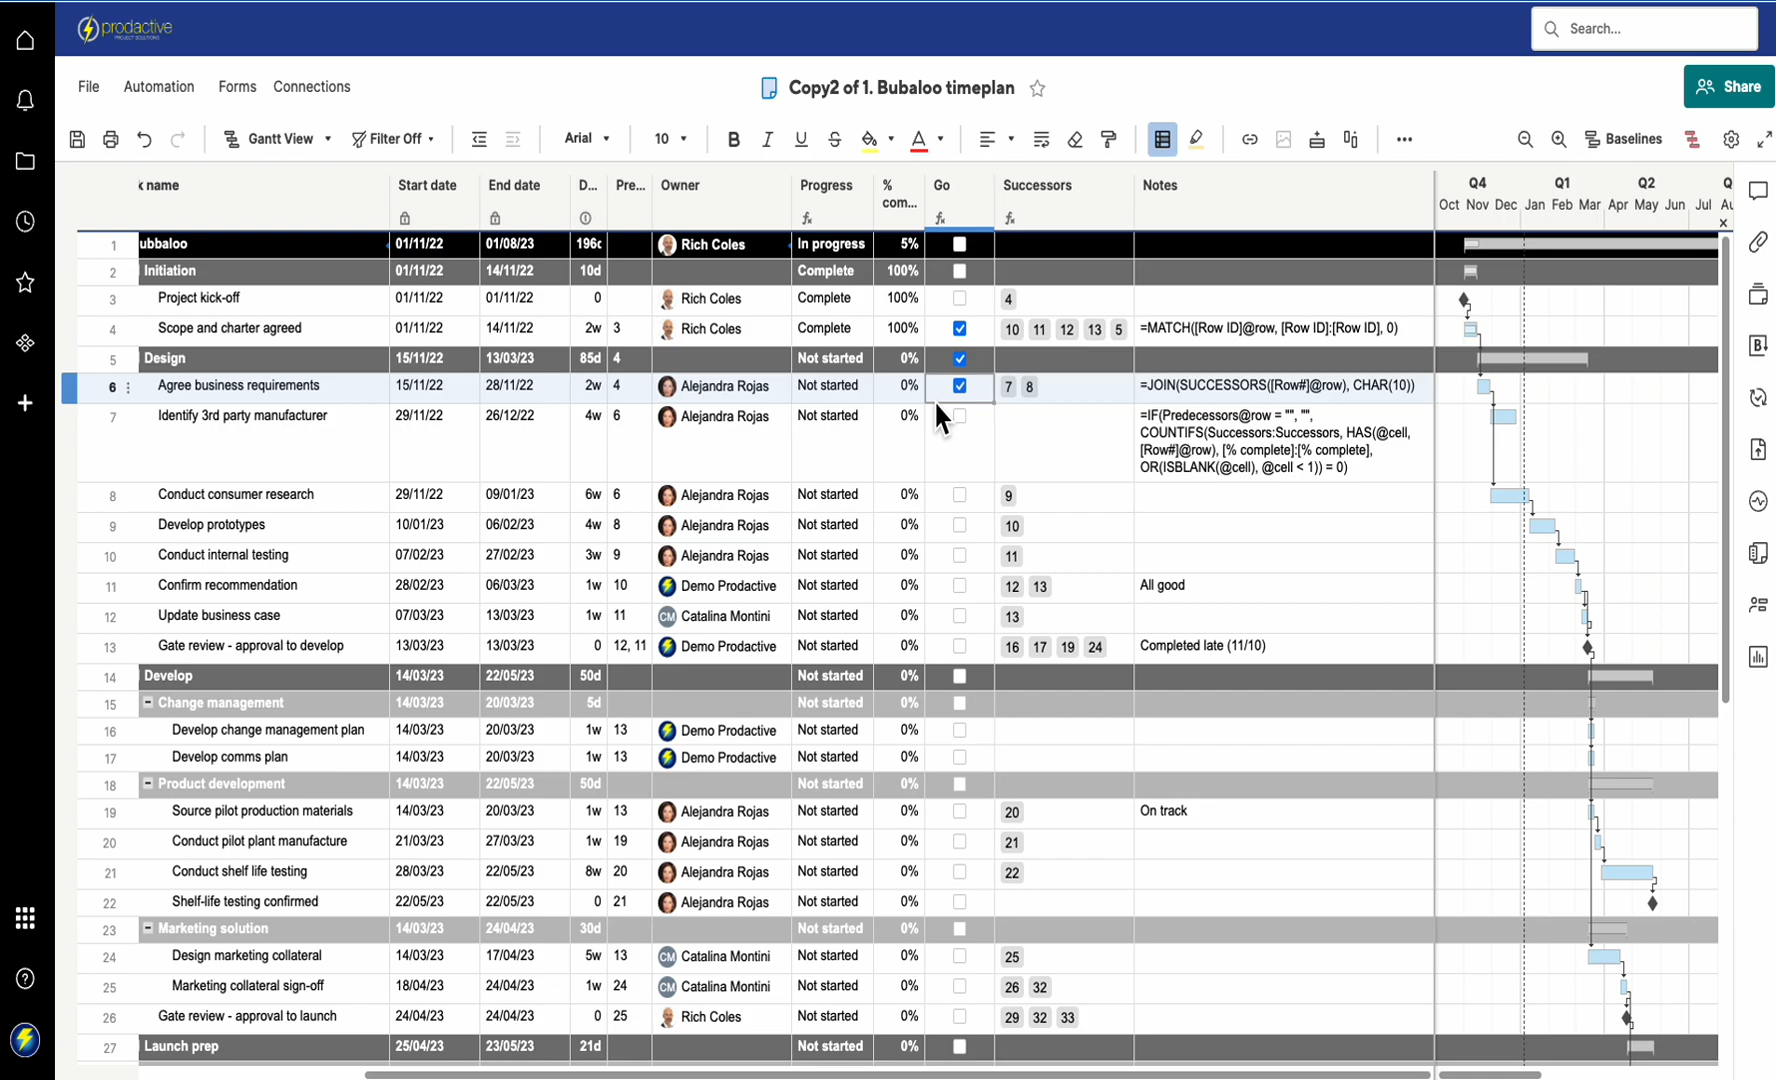 prodactive
PROJECT SOLUTIONS
Search...
File Automation Forms Connections
Copy2 of 1. Bubaloo timeplan
Share
Gantt View Filter Off Arial 10 B I U S A Baselines
k name Start date End date D... Pre... Owner Progress % com... Go Successors Notes
Q4 Q1 Q2 Q
Oct Nov Dec Jan Feb Mar Apr May Jun Jul Au
1 ubbaloo 01/11/22 01/08/23 196c Rich Coles In progress 5%
2 Initiation 01/11/22 14/11/22 10d Complete 100%
3 Project kick-off 01/11/22 01/11/22 0 Rich Coles Complete 100% 4
4 Scope and charter agreed 01/11/22 14/11/22 2w 3 Rich Coles Complete 100% 10 11 12 13 5 =MATCH([Row ID]@row, [Row ID]:[Row ID], 0)
5 Design 15/11/22 13/03/23 85d 4 Not started 0%
6 Agree business requirements 15/11/22 28/11/22 2w 4 Alejandra Rojas Not started 0% 7 8 =JOIN(SUCCESSORS([Row#]@row), CHAR(10))
7 Identify 3rd party manufacturer 29/11/22 26/12/22 4w 6 Alejandra Rojas Not started 0% =IF(Predecessors@row = "", "",
COUNTIFS(Successors:Successors, HAS(@cell,
[Row#]@row), [% complete]:[% complete],
OR(ISBLANK(@cell), @cell < 1)) = 0)
8 Conduct consumer research 29/11/22 09/01/23 6w 6 Alejandra Rojas Not started 0% 9
9 Develop prototypes 10/01/23 06/02/23 4w 8 Alejandra Rojas Not started 0% 10
10 Conduct internal testing 07/02/23 27/02/23 3w 9 Alejandra Rojas Not started 0% 11
11 Confirm recommendation 28/02/23 06/03/23 1w 10 Demo Prodactive Not started 0% 12 13 All good
12 Update business case 07/03/23 13/03/23 1w 11 CM Catalina Montini Not started 0% 13
13 Gate review - approval to develop 13/03/23 13/03/23 0 12, 11 Demo Prodactive Not started 0% 16 17 19 24 Completed late (11/10)
14 Develop 14/03/23 22/05/23 50d Not started 0%
15 Change management 14/03/23 20/03/23 5d Not started 0%
16 Develop change management plan 14/03/23 20/03/23 1w 13 Demo Prodactive Not started 0%
17 Develop comms plan 14/03/23 20/03/23 1w 13 Demo Prodactive Not started 0%
18 Product development 14/03/23 22/05/23 50d Not started 0%
19 Source pilot production materials 14/03/23 20/03/23 1w 13 Alejandra Rojas Not started 0% 20 On track
20 Conduct pilot plant manufacture 21/03/23 27/03/23 1w 19 Alejandra Rojas Not started 0% 21
21 Conduct shelf life testing 28/03/23 22/05/23 8w 20 Alejandra Rojas Not started 0% 22
22 Shelf-life testing confirmed 22/05/23 22/05/23 0 21 Alejandra Rojas Not started 0%
23 Marketing solution 14/03/23 24/04/23 30d Not started 0%
24 Design marketing collateral 14/03/23 17/04/23 5w 13 CM Catalina Montini Not started 0% 25
25 Marketing collateral sign-off 18/04/23 24/04/23 1w 24 CM Catalina Montini Not started 0% 26 32
26 Gate review - approval to launch 24/04/23 24/04/23 0 25 Rich Coles Not started 0% 29 32 33
27 Launch prep 25/04/23 23/05/23 21d Not started 0%